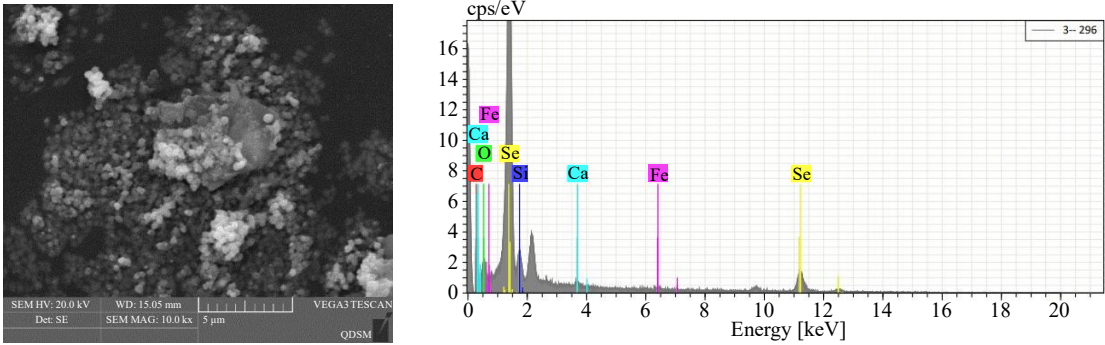 SEM HV: 20.0 kV WD: 15.05 mm VEGA3 TESCAN
Det: SE SEM MAG: 10.0 kx 5 μm
QDSM
cps/eV
3-- 296
16
14
12
10
8
6
4
2
0
Fe
Ca
O Se
C Si Ca Fe Se
0 2 4 6 8 10 12 14 16 18 20
Energy [keV]